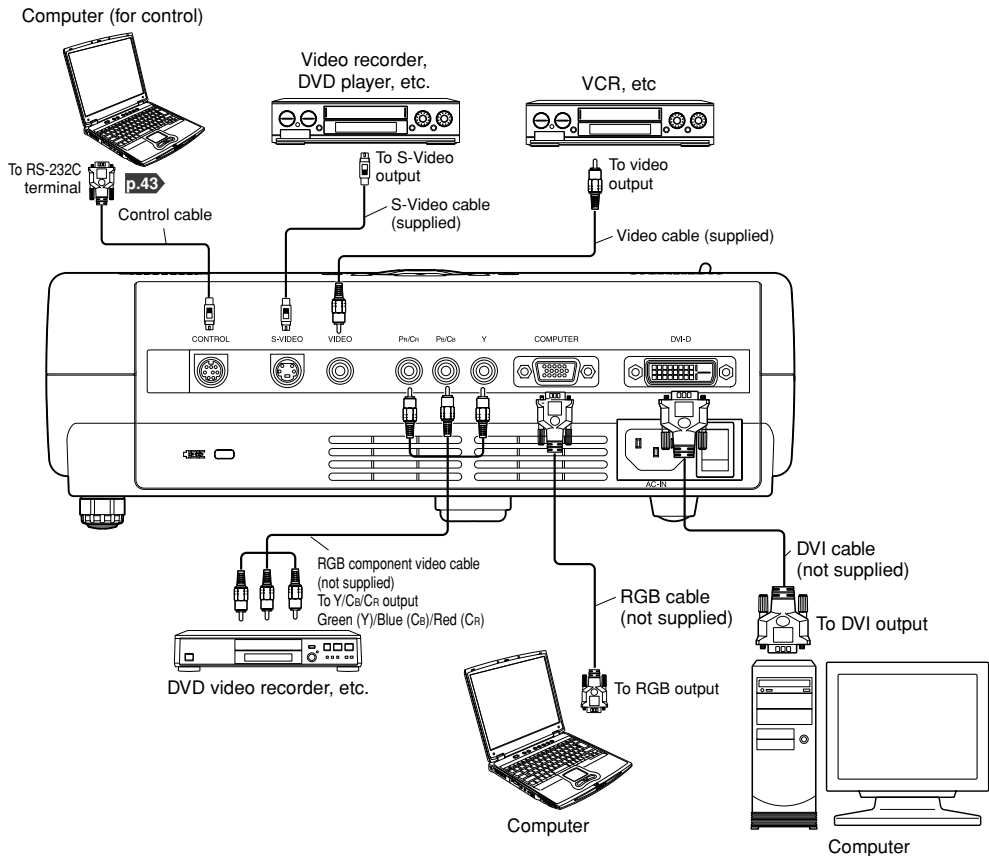 Computer (for control)
Video recorder,
DVD player, etc.
VCR, etc
To RS-232C
terminal
p.43
To S-Video
output
To video
output
Control cable
S-Video cable
(supplied)
Video cable (supplied)
CONTROL
S-VIDEO
VIDEO
PR/CR
PB/CB
Y
COMPUTER
DVI-D
AC-IN
RGB component video cable
(not supplied)
To Y/CB/CR output
Green (Y)/Blue (CB)/Red (CR)
DVD video recorder, etc.
RGB cable
(not supplied)
DVI cable
(not supplied)
To DVI output
To RGB output
Computer
Computer